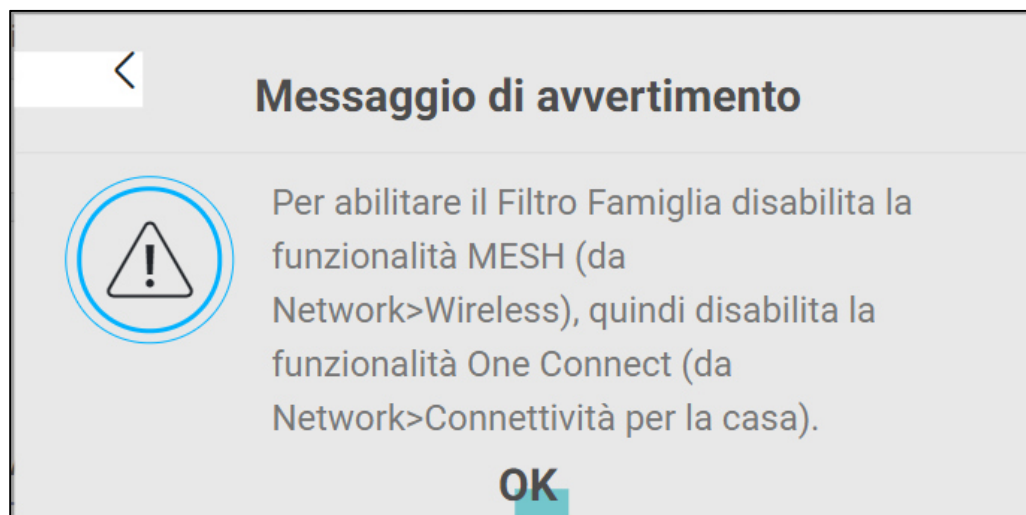 Messaggio di avvertimento
Per abilitare il Filtro Famiglia disabilita la
funzionalità MESH (da
Network>Wireless), quindi disabilita la
funzionalità One Connect (da
Network>Connettività per la casa).
OK